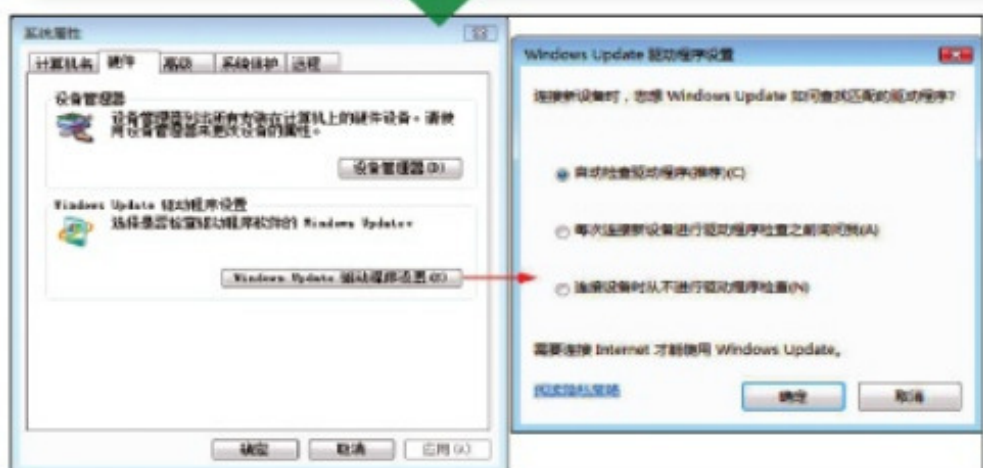 系统属性
计算机名 硬件 高级 系统保护 远程
设备管理器
设备管理器列出所有安装在计算机上的硬件设备。请使
用设备管理器来更改设备的属性。
设备管理器(D)
Windows Update 驱动程序设置
选择是否检查驱动程序软件的 Windows Update。
Windows Update 驱动程序设置(S)
确定 取消 应用(A)
Windows Update 驱动程序设置
连接新设备时，您想 Windows Update 如何查找匹配的驱动程序?
自动检查驱动程序(推荐)(C)
每次连接新设备进行驱动程序检查之前询问我(A)
连接设备时从不进行驱动程序检查(N)
需要连接 Internet 才能使用 Windows Update。
阅读隐私策略
确定 取消